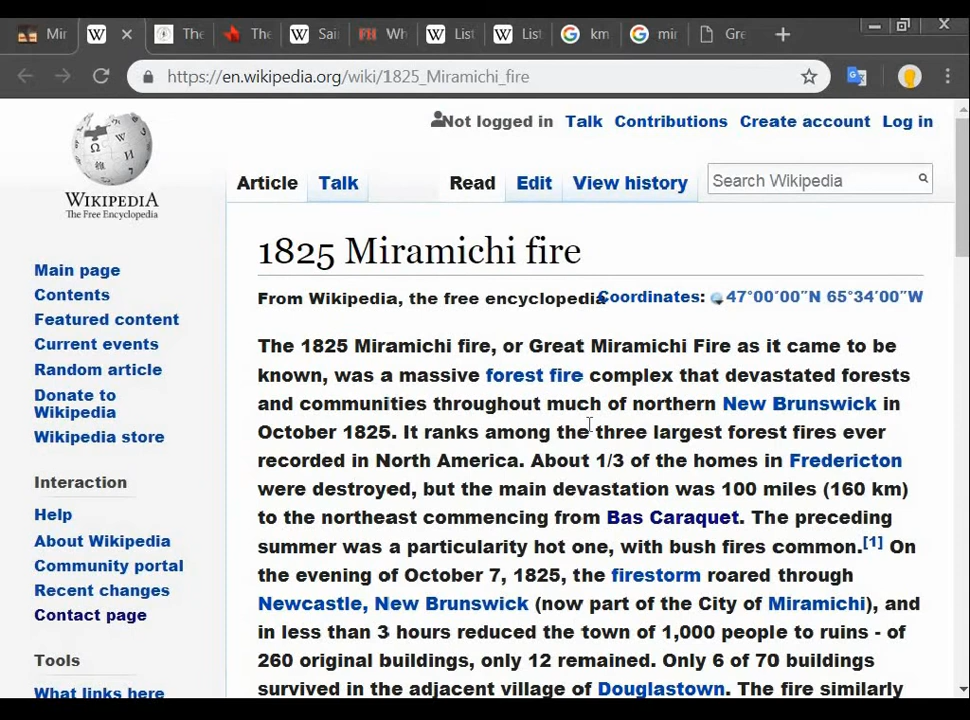 Mir
The
The
Sai
Wh
List
List
km
mir
Gre
https://en.wikipedia.org/wiki/1825_Miramichi_fire
Not logged in Talk Contributions Create account Log in
Article Talk Read Edit View history Search Wikipedia
WIKIPEDIA
The Free Encyclopedia
Main page
Contents
Featured content
Current events
Random article
Donate to
Wikipedia
Wikipedia store
Interaction
Help
About Wikipedia
Community portal
Recent changes
Contact page
Tools
What links here
1825 Miramichi fire
From Wikipedia, the free encyclopedia
Coordinates: 47°00′00″N 65°34′00″W
The 1825 Miramichi fire, or Great Miramichi Fire as it came to be
known, was a massive forest fire complex that devastated forests
and communities throughout much of northern New Brunswick in
October 1825. It ranks among the three largest forest fires ever
recorded in North America. About 1/3 of the homes in Fredericton
were destroyed, but the main devastation was 100 miles (160 km)
to the northeast commencing from Bas Caraquet. The preceding
summer was a particularity hot one, with bush fires common.[1] On
the evening of October 7, 1825, the firestorm roared through
Newcastle, New Brunswick (now part of the City of Miramichi), and
in less than 3 hours reduced the town of 1,000 people to ruins - of
260 original buildings, only 12 remained. Only 6 of 70 buildings
survived in the adjacent village of Douglastown. The fire similarly